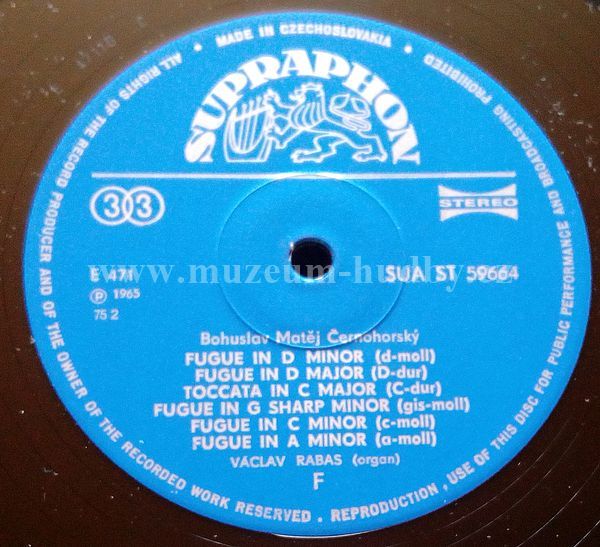 MADE IN CZECHOSLOVAKIA • ALL RIGHTS OF THE RECORD PRODUCER AND OF THE OWNER OF THE RECORDED WORK RESERVED • REPRODUCTION, USE OF THIS DISC FOR PUBLIC PERFORMANCE AND BROADCASTING PROHIBITED •
SUPRAPHON
33
STEREO
E 471
SUA ST 59664
www.muzeum-hudby.cz
Ⓟ 1965
75 2
Bohuslav Matěj Černohorský
FUGUE IN D MINOR (d-moll)
FUGUE IN D MAJOR (D-dur)
TOCCATA IN C MAJOR (C-dur)
FUGUE IN G SHARP MINOR (gis-moll)
FUGUE IN C MINOR (c-moll)
FUGUE IN A MINOR (a-moll)
VÁCLAV RABAS (organ)
F